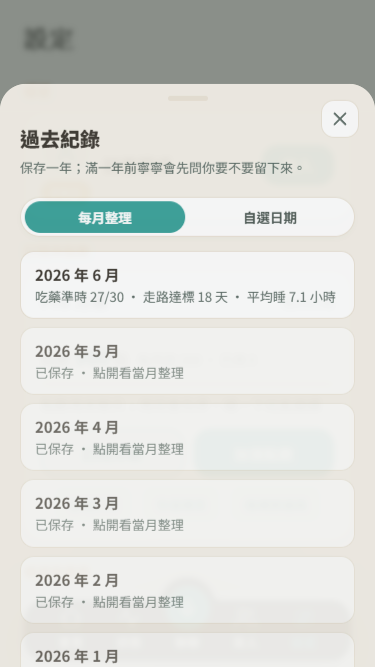 設定
過去紀錄
保存一年；滿一年前寧寧會先問你要不要留下來。
每月整理
自選日期
2026 年 6 月
吃藥準時 27/30 · 走路達標 18 天 · 平均睡 7.1 小時
2026 年 5 月
已保存 · 點開看當月整理
2026 年 4 月
已保存 · 點開看當月整理
2026 年 3 月
已保存 · 點開看當月整理
2026 年 2 月
已保存 · 點開看當月整理
2026 年 1 月